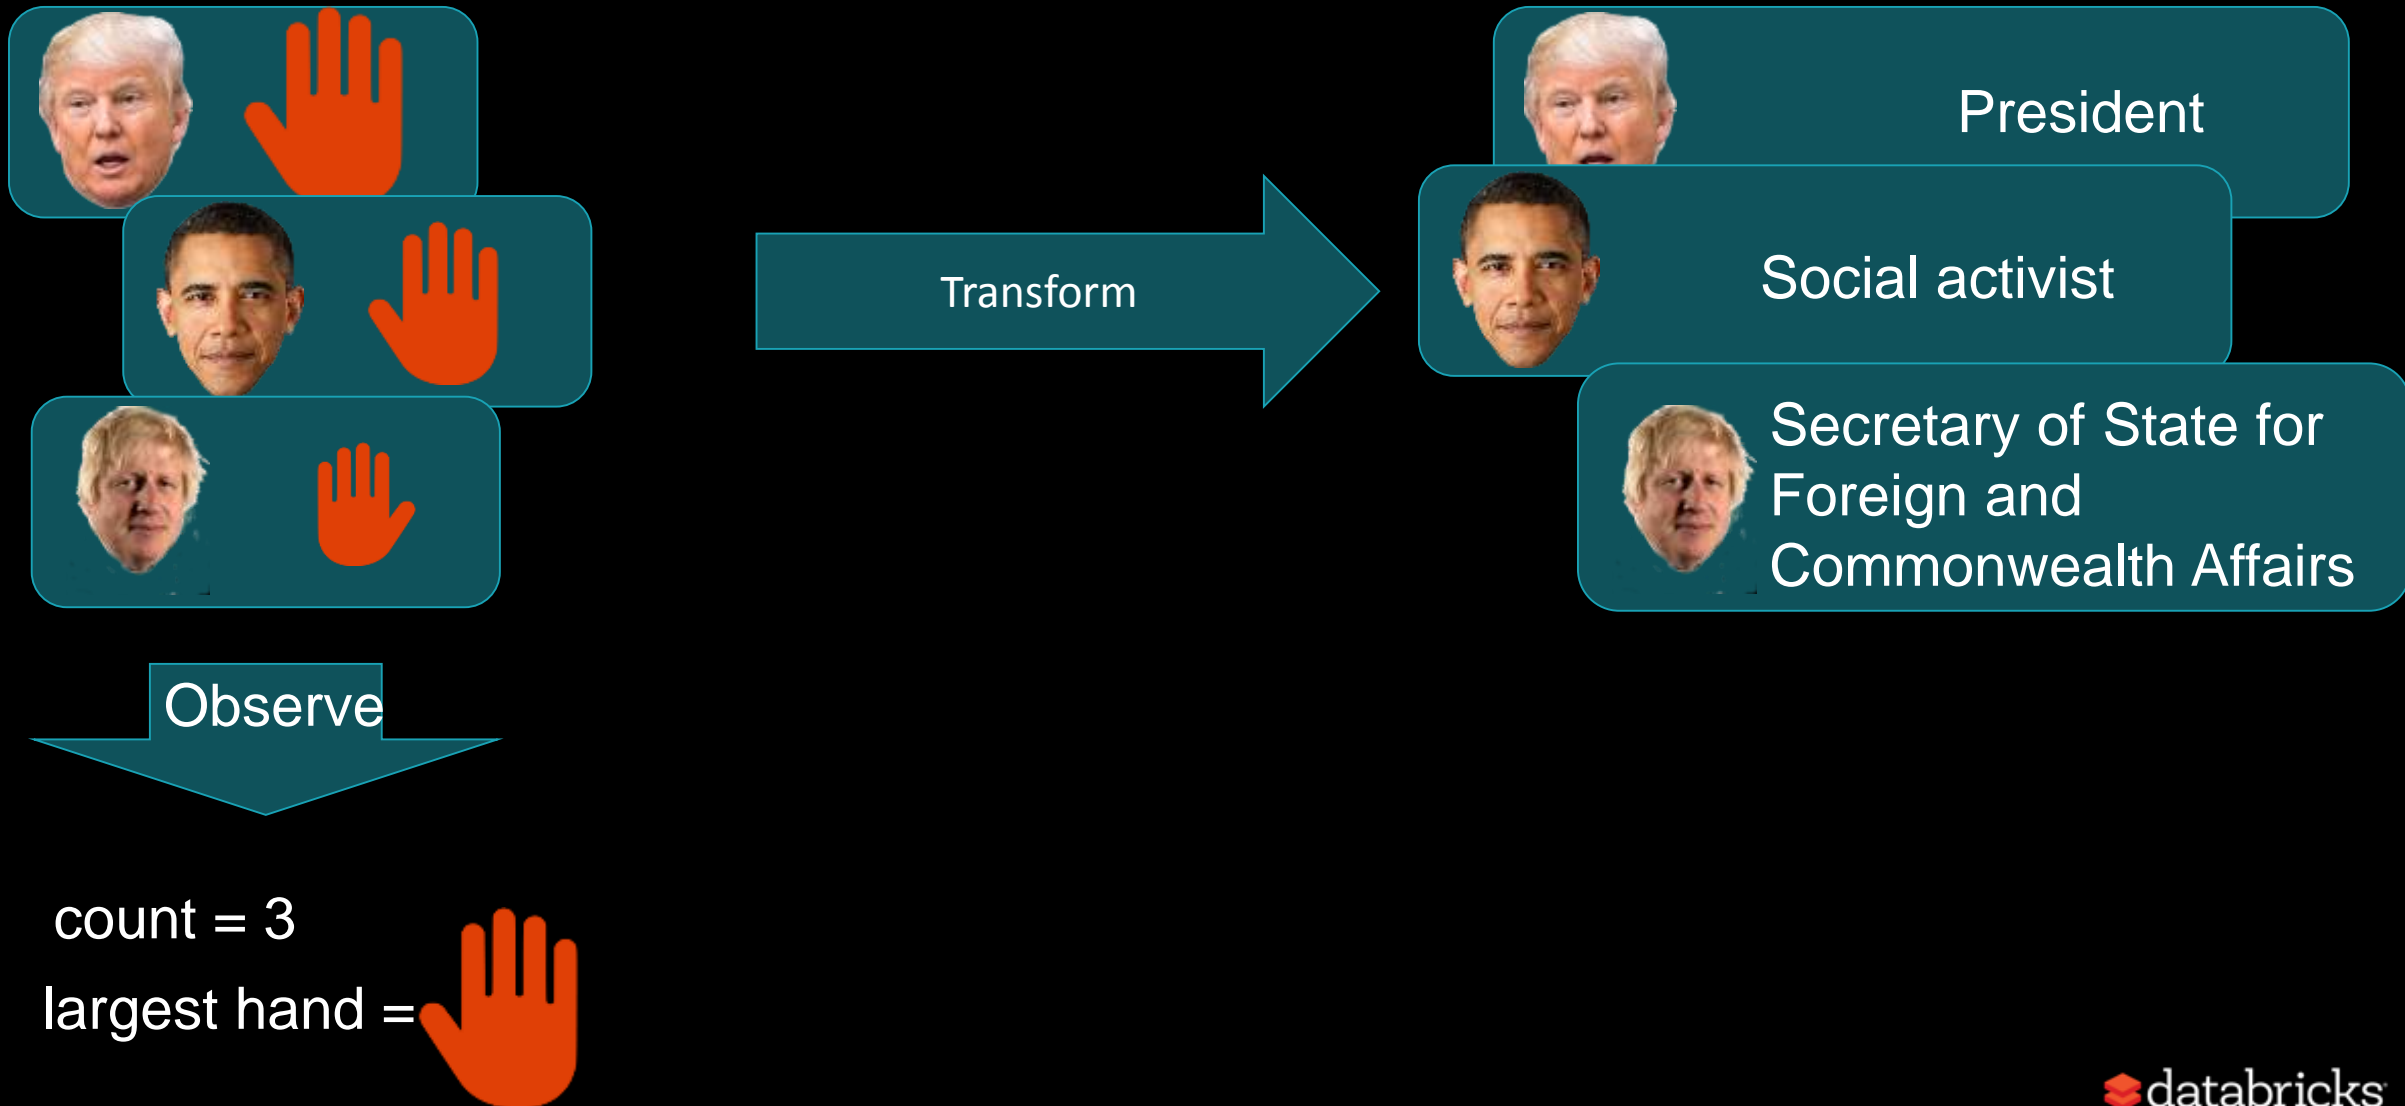 President
Transform
Social activist
Secretary of State for
Foreign and
Commonwealth Affairs
Observe
count = 3
largest hand =
databricks